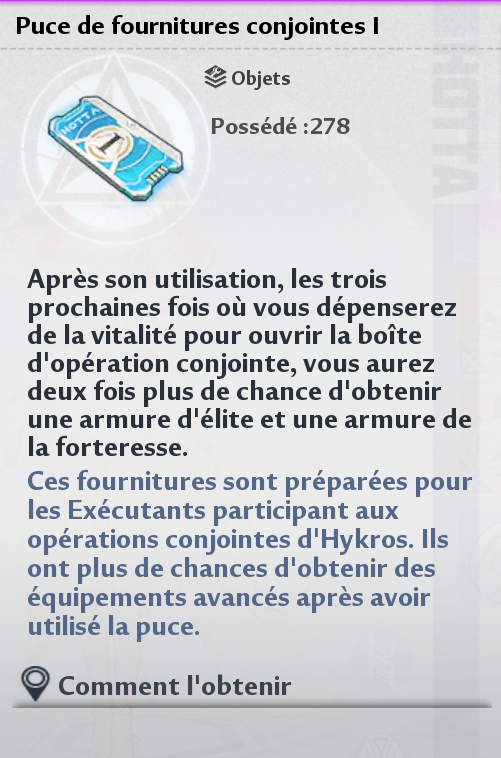 Puce de fournitures conjointes I
Objets
HOTTA
I
HOTTA
Possédé :278
Après son utilisation, les trois
prochaines fois où vous dépenserez
de la vitalité pour ouvrir la boîte
d'opération conjointe, vous aurez
deux fois plus de chance d'obtenir
une armure d'élite et une armure de
la forteresse.
Ces fournitures sont préparées pour
les Exécutants participant aux
opérations conjointes d'Hykros. Ils
ont plus de chances d'obtenir des
équipements avancés après avoir
utilisé la puce.
Comment l'obtenir